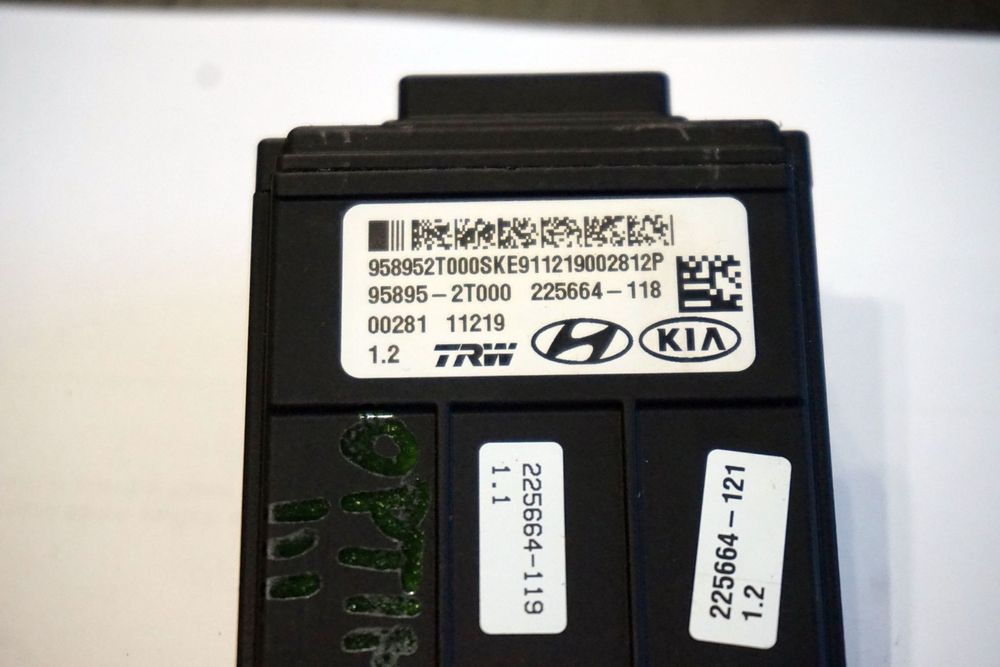 958952T000SKE911219002812P
95895-2T000 225664-118
00281 11219
1.2 TRW KIA
225664-119
1.1
225664-121
1.2
OPTI